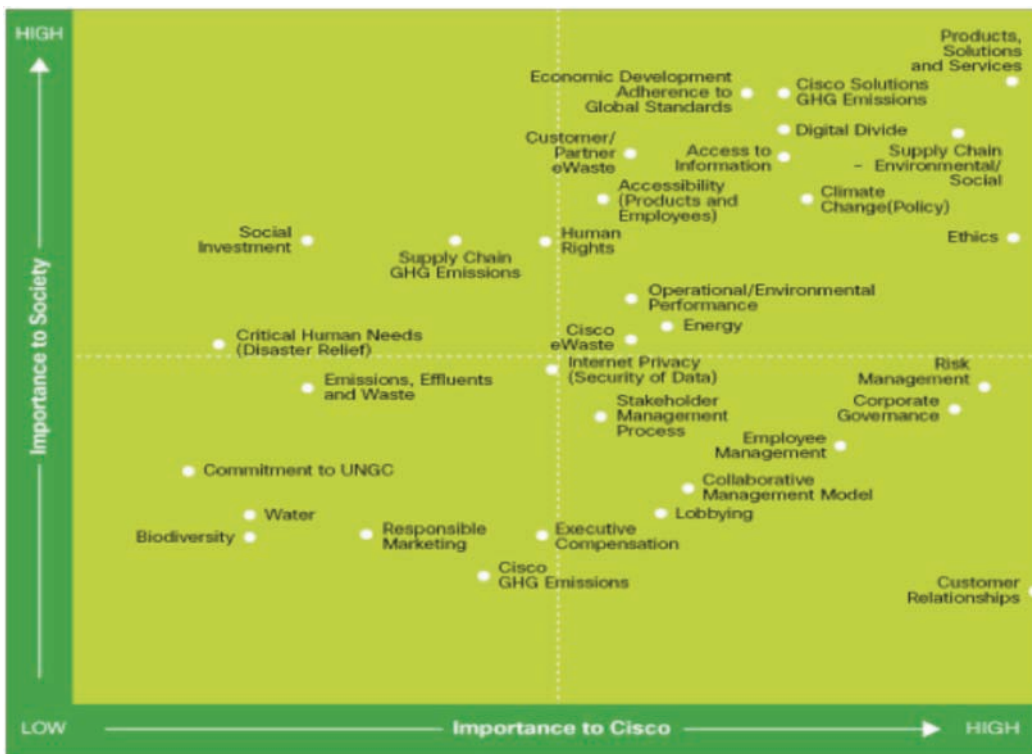 HIGH
Products,
Solutions
and Services
Economic Development
Adherence to
Global Standards
Cisco Solutions
GHG Emissions
Digital Divide
Customer/
Partner
eWaste
Access to
Information
Supply Chain
– Environmental/
Social
Accessibility
(Products and
Employees)
Climate
Change(Policy)
Social
Investment
Supply Chain
GHG Emissions
Human
Rights
Ethics
Operational/Environmental
Performance
Energy
Cisco
eWaste
Critical Human Needs
(Disaster Relief)
Internet Privacy
(Security of Data)
Risk
Management
Emissions, Effluents
and Waste
Stakeholder
Management
Process
Corporate
Governance
Employee
Management
Commitment to UNGC
Collaborative
Management Model
Lobbying
Water
Biodiversity
Responsible
Marketing
Executive
Compensation
Cisco
GHG Emissions
Customer
Relationships
Importance to Society
LOW
Importance to Cisco
HIGH